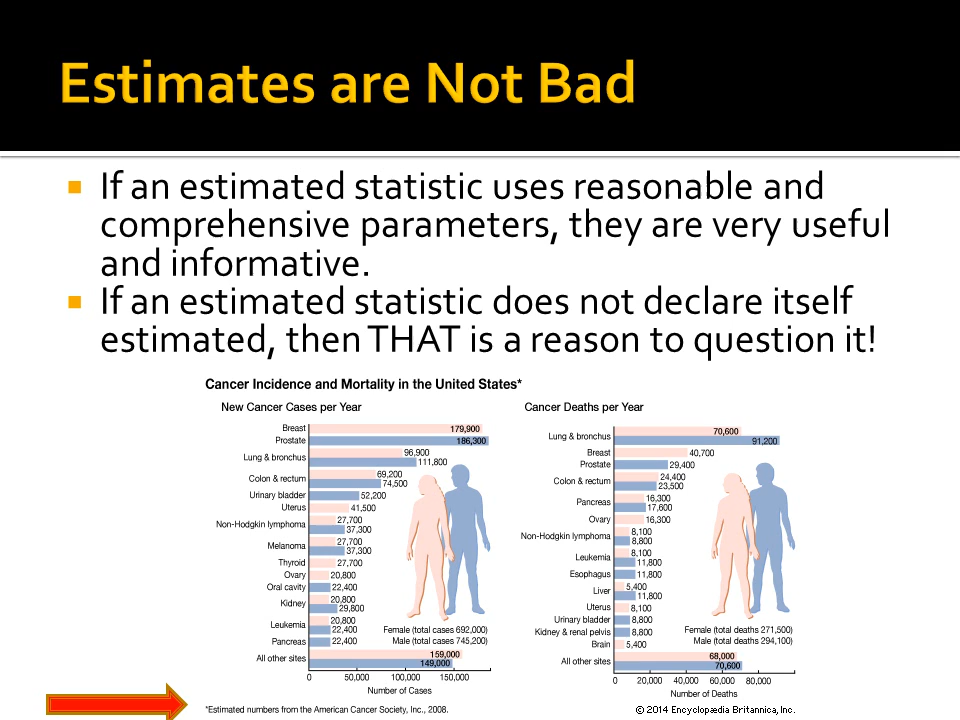 Estimates are Not Bad
If an estimated statistic uses reasonable and
comprehensive parameters, they are very useful
and informative.
If an estimated statistic does not declare itself
estimated, then THAT is a reason to question it!
Cancer Incidence and Mortality in the United States*
New Cancer Cases per Year
Breast 179,900
Prostate 186,300
Lung & bronchus 96,900
111,800
Colon & rectum 69,200
74,500
Urinary bladder 52,200
Uterus 41,500
Non-Hodgkin lymphoma 27,700
37,300
Melanoma 27,700
37,300
Thyroid 27,700
Ovary 20,800
Oral cavity 22,400
Kidney 20,800
29,800
Leukemia 20,800
22,400
Pancreas 22,400
All other sites 159,000
149,000
Female (total cases 692,000)
Male (total cases 745,200)
0 50,000 100,000 150,000
Number of Cases
Cancer Deaths per Year
Lung & bronchus 70,600
91,200
Breast 40,700
Prostate 29,400
Colon & rectum 24,400
23,500
Pancreas 16,300
17,600
Ovary 16,300
Non-Hodgkin lymphoma 8,100
8,800
Leukemia 8,100
11,800
Esophagus 11,800
Liver 5,400
11,800
Uterus 8,100
Urinary bladder 8,800
Kidney & renal pelvis 8,800
Brain 5,400
All other sites 68,000
70,600
Female (total deaths 271,500)
Male (total deaths 294,100)
0 20,000 40,000 60,000 80,000
Number of Deaths
*Estimated numbers from the American Cancer Society, Inc., 2008.
© 2014 Encyclopædia Britannica, Inc.